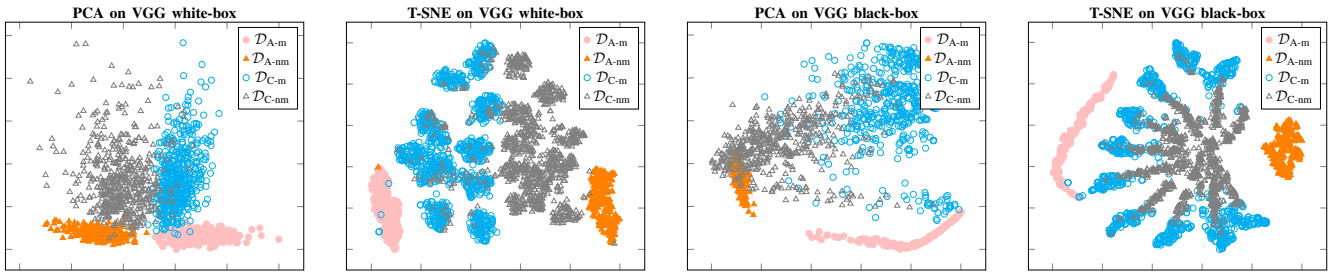 PCA on VGG white-box
𝒟A-m
𝒟A-nm
𝒟C-m
𝒟C-nm
T-SNE on VGG white-box
𝒟A-m
𝒟A-nm
𝒟C-m
𝒟C-nm
PCA on VGG black-box
𝒟A-m
𝒟A-nm
𝒟C-m
𝒟C-nm
T-SNE on VGG black-box
𝒟A-m
𝒟A-nm
𝒟C-m
𝒟C-nm